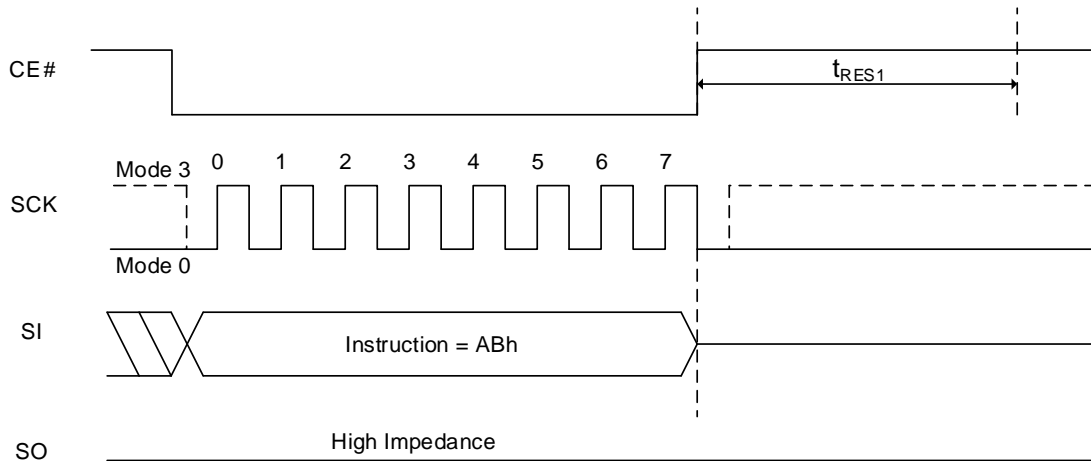 CE#
tRES1
Mode 3 0 1 2 3 4 5 6 7
SCK
Mode 0
SI
Instruction = ABh
High Impedance
SO